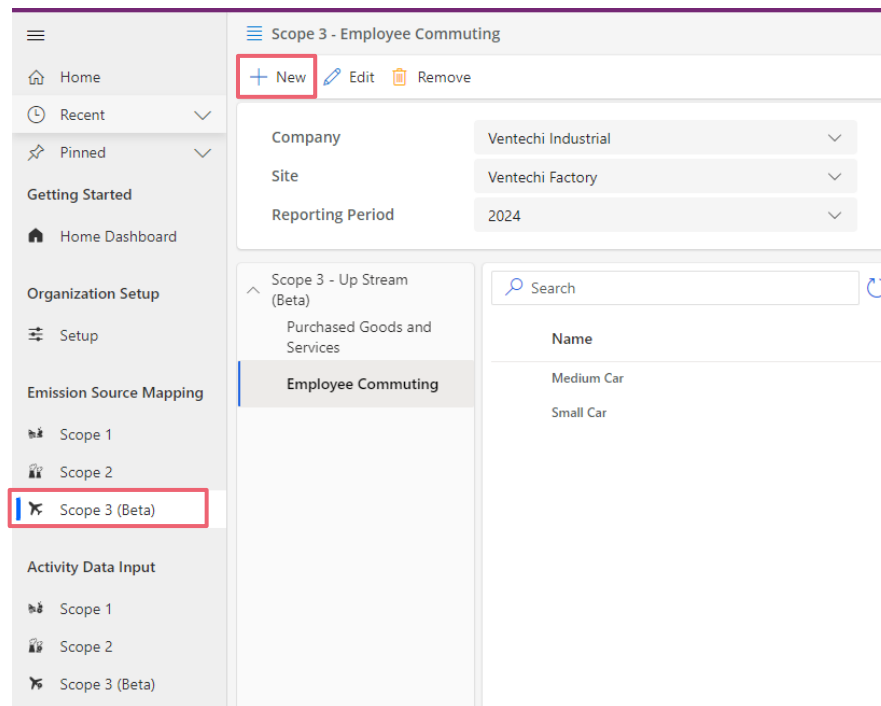 Home
Recent
Pinned
Getting Started
Home Dashboard
Organization Setup
Setup
Emission Source Mapping
Scope 1
Scope 2
Scope 3 (Beta)
Activity Data Input
Scope 1
Scope 2
Scope 3 (Beta)
Scope 3 - Employee Commuting
New Edit Remove
Company Ventechi Industrial
Site Ventechi Factory
Reporting Period 2024
Scope 3 - Up Stream
(Beta)
Purchased Goods and
Services
Employee Commuting
Search
Name
Medium Car
Small Car